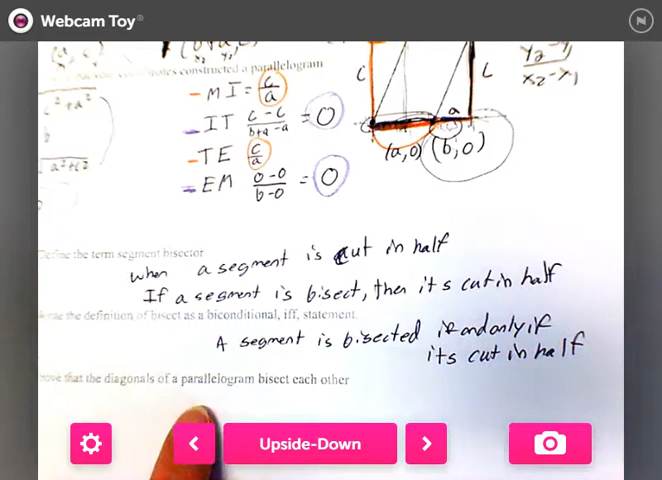 Webcam Toy®
constructed a parallelogram
- MI = c/a
- IT c-c/b+a-a = 0
- TE c/a
- EM 0-0/b-0 = 0
c
L
a
(a,0) (b,0)
y2-y1/x2-x1
Define the term segment bisector
when a segment is cut in half
If a segment is bisect, then its cut in half
the definition of bisect as a biconditional, iff, statement.
A segment is bisected if and only if
its cut in half
that the diagonals of a parallelogram bisect each other
Upside-Down